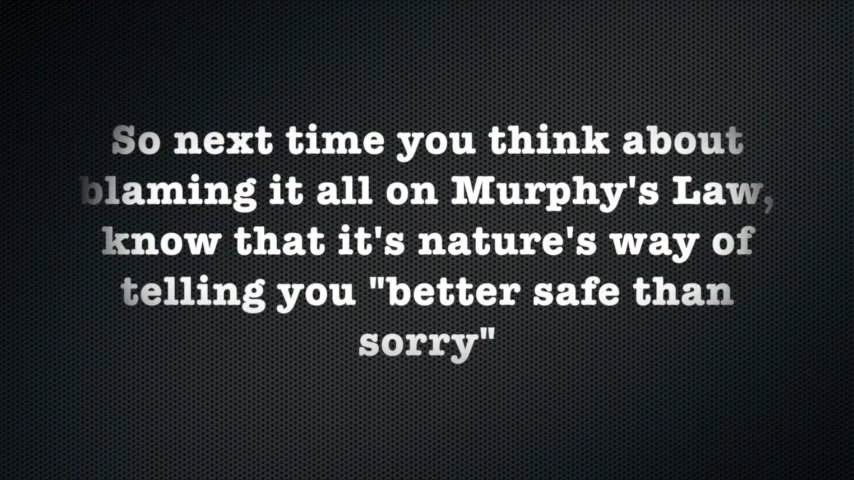 So next time you think about
blaming it all on Murphy's Law,
know that it's nature's way of
telling you "better safe than
sorry"